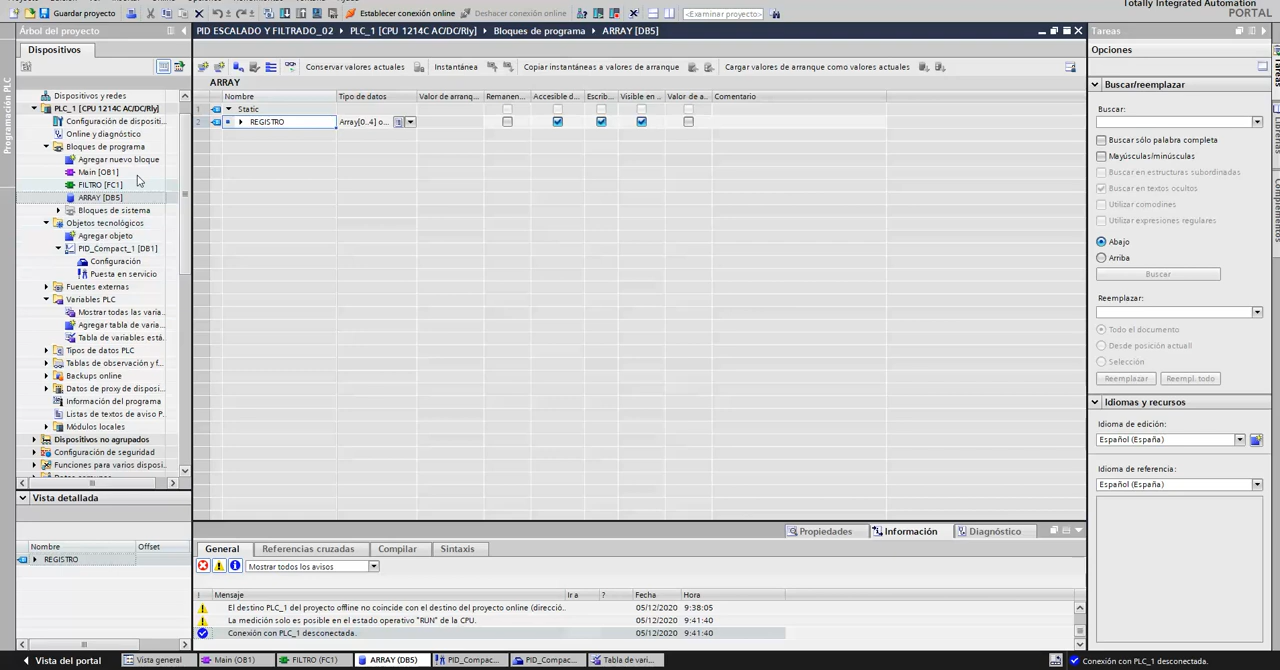 Totally Integrated Automation
PORTAL
Guardar proyecto
Establecer conexión online
Deshacer conexión online
<Examinar proyecto>
Árbol del proyecto
PID ESCALADO Y FILTRADO_02 PLC_1 [CPU 1214C AC/DC/Rly] Bloques de programa ARRAY [DB5]
Tareas
Dispositivos
Opciones
Programación PLC
Conservar valores actuales
Instantánea
Copiar instantáneas a valores de arranque
Cargar valores de arranque como valores actuales
ARRAY
Nombre
Tipo de datos
Valor de arranq...
Remanen...
Accesible d...
Escrib...
Visible en ..
Valor de a...
Comentario
1 Static
2 REGISTRO
Array[0..4] o...
Dispositivos y redes
PLC_1 [CPU 1214C AC/DC/Rly]
Configuración de dispositi...
Online y diagnóstico
Bloques de programa
Agregar nuevo bloque
Main [OB1]
FILTRO [FC1]
ARRAY [DB5]
Bloques de sistema
Objetos tecnológicos
Agregar objeto
PID_Compact_1 [DB1]
Configuración
Puesta en servicio
Fuentes externas
Variables PLC
Mostrar todas las varia...
Agregar tabla de varia...
Tabla de variables está..
Tipos de datos PLC
Tablas de observación y f...
Backups online
Datos de proxy de disposi...
Información del programa
Listas de textos de aviso P...
Módulos locales
Dispositivos no agrupados
Configuración de seguridad
Funciones para varios disposi...
Buscar/reemplazar
Buscar:
Buscar sólo palabra completa
Mayúsculas/minúsculas
Buscar en estructuras subordinadas
Buscar en textos ocultos
Utilizar comodines
Utilizar expresiones regulares
Abajo
Arriba
Buscar
Reemplazar:
Todo el documento
Desde posición actuall
Selección
Reemplazar
Reempl. todo
Idiomas y recursos
Idioma de edición:
Español (España)
Idioma de referencia:
Español (España)
Vista detallada
Nombre
Offset
REGISTRO
Propiedades
Información
Diagnóstico
General
Referencias cruzadas
Compilar
Sintaxis
Mostrar todos los avisos
! Mensaje
Ir a
?
Fecha
Hora
El destino PLC_1 del proyecto offline no coincide con el destino del proyecto online (direcció.. 05/12/2020 9:38:05
La medición solo es posible en el estado operativo "RUN" de la CPU. 05/12/2020 9:41:40
Conexión con PLC_1 desconectada. 05/12/2020 9:41:40
Vista del portal
Vista general
Main (OB1)
FILTRO (FC1)
ARRAY (DB5)
PID_Compac...
PID_Compac...
Tabla de vari...
Conexión con PLC_1 desconectada.